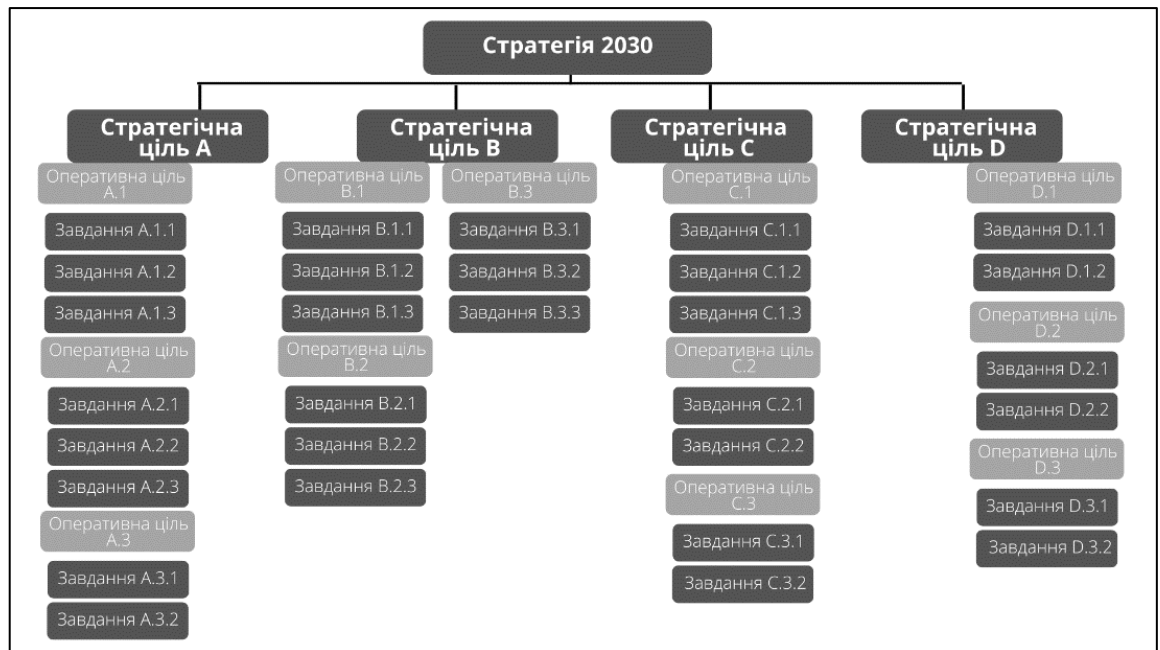 Стратегія 2030
Стратегічна
ціль A
Оперативна ціль
A.1
Завдання A.1.1
Завдання A.1.2
Завдання A.1.3
Оперативна ціль
A.2
Завдання A.2.1
Завдання A.2.2
Завдання A.2.3
Оперативна ціль
A.3
Завдання A.3.1
Завдання A.3.2
Стратегічна
ціль B
Оперативна ціль
B.1
Завдання B.1.1
Завдання B.1.2
Завдання B.1.3
Оперативна ціль
B.2
Завдання B.2.1
Завдання B.2.2
Завдання B.2.3
Оперативна ціль
B.3
Завдання B.3.1
Завдання B.3.2
Завдання B.3.3
Стратегічна
ціль C
Оперативна ціль
C.1
Завдання C.1.1
Завдання C.1.2
Завдання C.1.3
Оперативна ціль
C.2
Завдання C.2.1
Завдання C.2.2
Оперативна ціль
C.3
Завдання C.3.1
Завдання C.3.2
Стратегічна
ціль D
Оперативна ціль
D.1
Завдання D.1.1
Завдання D.1.2
Оперативна ціль
D.2
Завдання D.2.1
Завдання D.2.2
Оперативна ціль
D.3
Завдання D.3.1
Завдання D.3.2